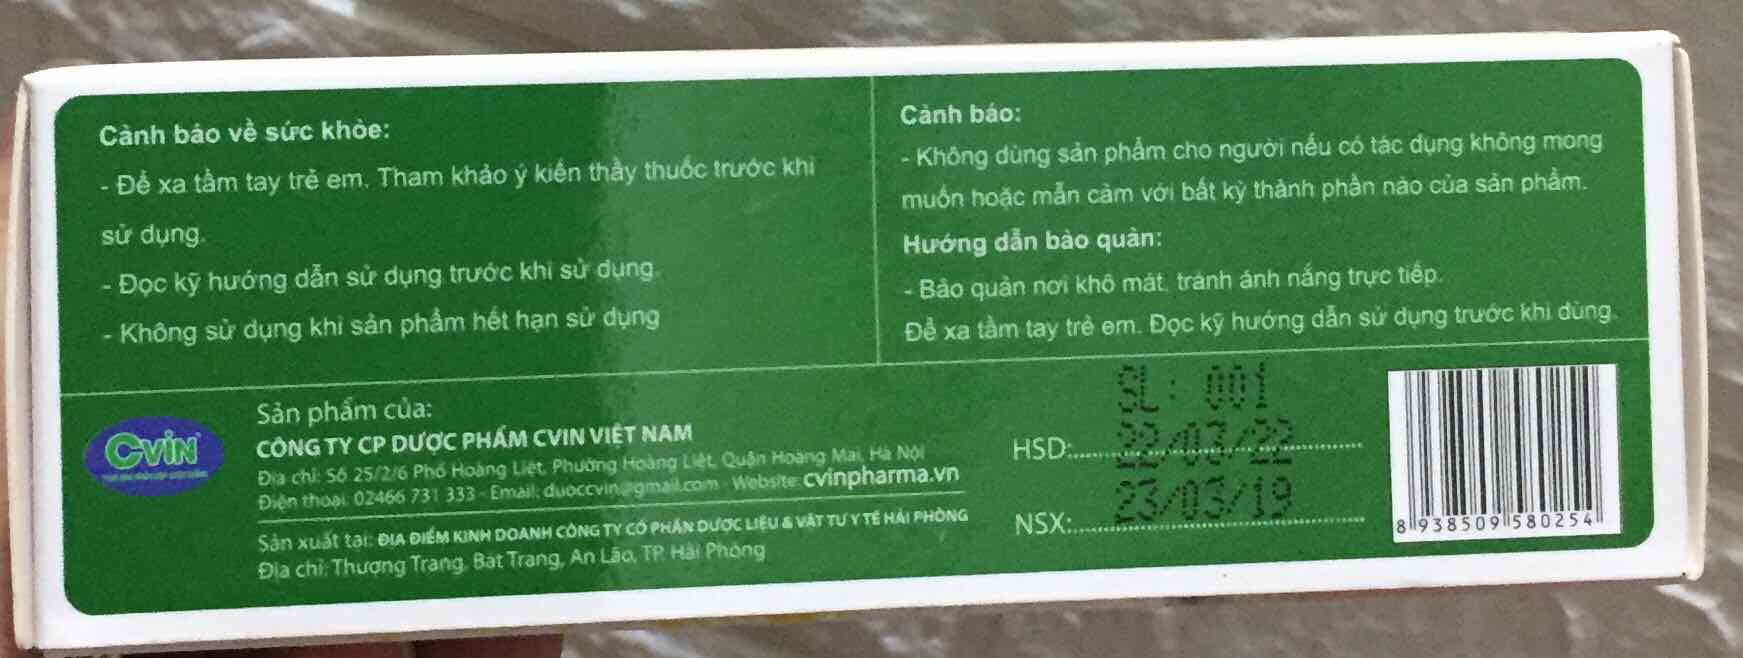 Cảnh báo về sức khỏe:
- Để xa tầm tay trẻ em. Tham khảo ý kiến thầy thuốc trước khi
sử dụng.
- Đọc kỹ hướng dẫn sử dụng trước khi sử dụng.
- Không sử dụng khi sản phẩm hết hạn sử dụng
Cảnh báo:
- Không dùng sản phẩm cho người nếu có tác dụng không mong
muốn hoặc mẫn cảm với bất kỳ thành phần nào của sản phẩm.
Hướng dẫn bảo quản:
- Bảo quản nơi khô mát, tránh ánh nắng trực tiếp.
Để xa tầm tay trẻ em. Đọc kỹ hướng dẫn sử dụng trước khi dùng.
CVIN
Sản phẩm của:
CÔNG TY CP DƯỢC PHẨM CVIN VIỆT NAM
Địa chỉ: Số 25/2/6 Phố Hoàng Liệt, Phường Hoàng Liệt, Quận Hoàng Mai, Hà Nội
Điện thoại: 02466 731 333 - Email: duoccvin@gmail.com - Website: cvinpharma.vn
Sản xuất tại: ĐỊA ĐIỂM KINH DOANH CÔNG TY CỔ PHẦN DƯỢC LIỆU & VẬT TƯ Y TẾ HẢI PHÒNG
Địa chỉ: Thượng Trang, Bát Trang, An Lão, TP. Hải Phòng
SL: 001
HSD: 22/03/22
NSX: 23/03/19
8 938509 580254